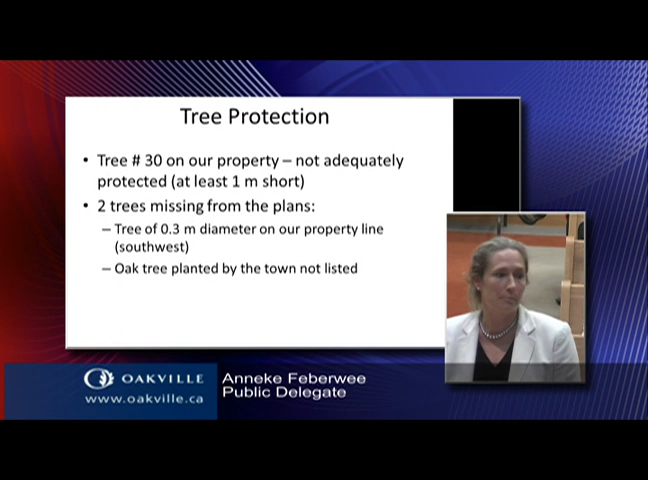 Tree Protection
• Tree # 30 on our property – not adequately
protected (at least 1 m short)
• 2 trees missing from the plans:
– Tree of 0.3 m diameter on our property line
(southwest)
– Oak tree planted by the town not listed
OAKVILLE
www.oakville.ca
Anneke Feberwee
Public Delegate